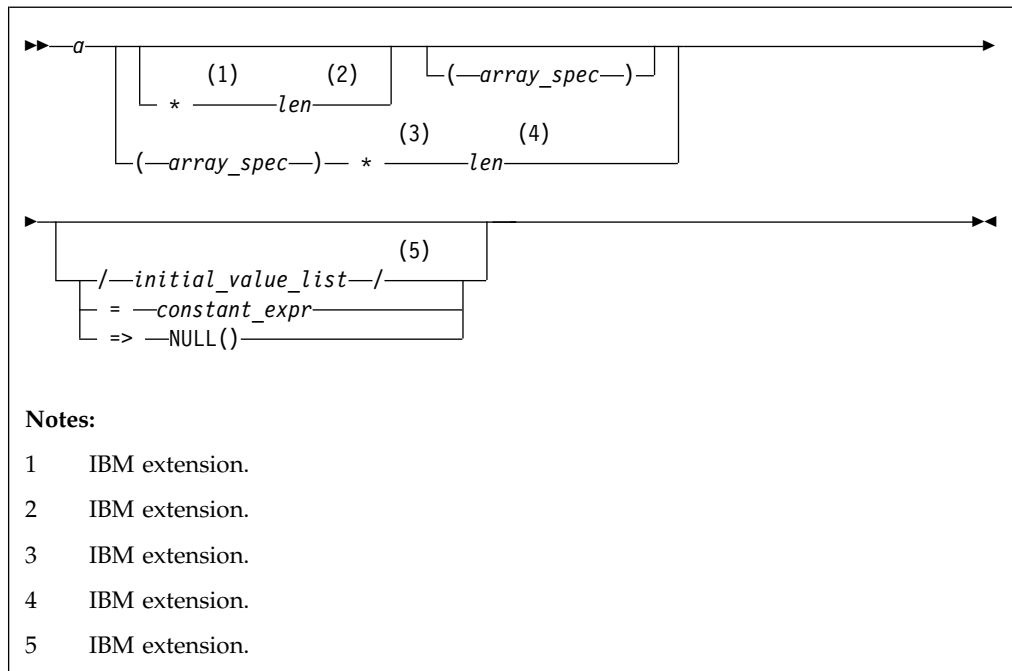 ►►—a
(1) (2)
* —len
(—array_spec—)
(3) (4)
(—array_spec—)— * —len
►
(5)
/—initial_value_list—/
= —constant_expr
=> —NULL()
Notes:
1 IBM extension.
2 IBM extension.
3 IBM extension.
4 IBM extension.
5 IBM extension.